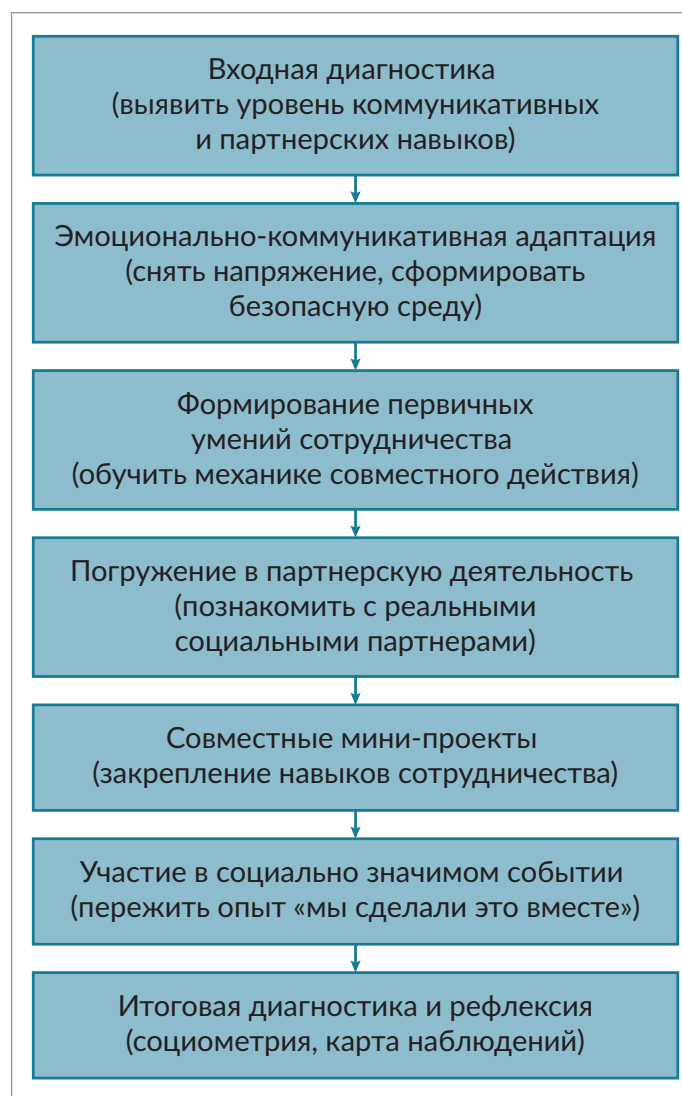 Входная диагностика
(выявить уровень коммуникативных
и партнерских навыков)
Эмоционально-коммуникативная адаптация
(снять напряжение, сформировать
безопасную среду)
Формирование первичных
умений сотрудничества
(обучить механике совместного действия)
Погружение в партнерскую деятельность
(познакомить с реальными
социальными партнерами)
Совместные мини-проекты
(закрепление навыков сотрудничества)
Участие в социально значимом событии
(пережить опыт «мы сделали это вместе»)
Итоговая диагностика и рефлексия
(социометрия, карта наблюдений)